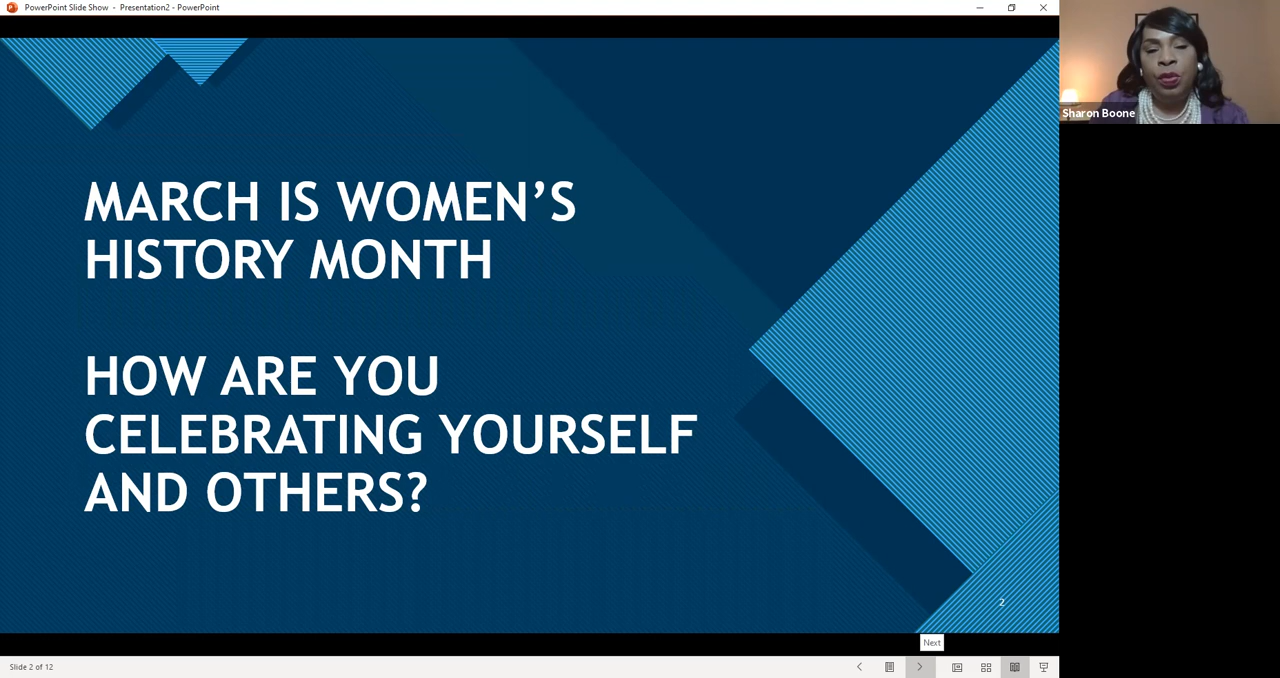 PowerPoint Slide Show - Presentation2 - PowerPoint
Sharon Boone
MARCH IS WOMEN’S
HISTORY MONTH
HOW ARE YOU
CELEBRATING YOURSELF
AND OTHERS?
2
Next
Slide 2 of 12